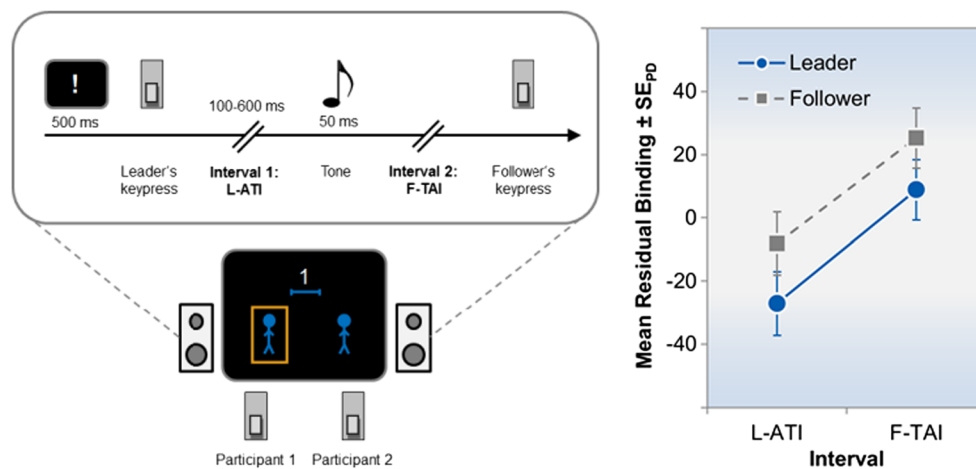 !
500 ms
100-600 ms
50 ms
Leader's
keypress
Interval 1:
L-ATI
Tone
Interval 2:
F-TAI
Follower's
keypress
1
Participant 1
Participant 2
Mean Residual Binding ± SE_PD
Leader
Follower
40
20
0
-20
-40
L-ATI
F-TAI
Interval